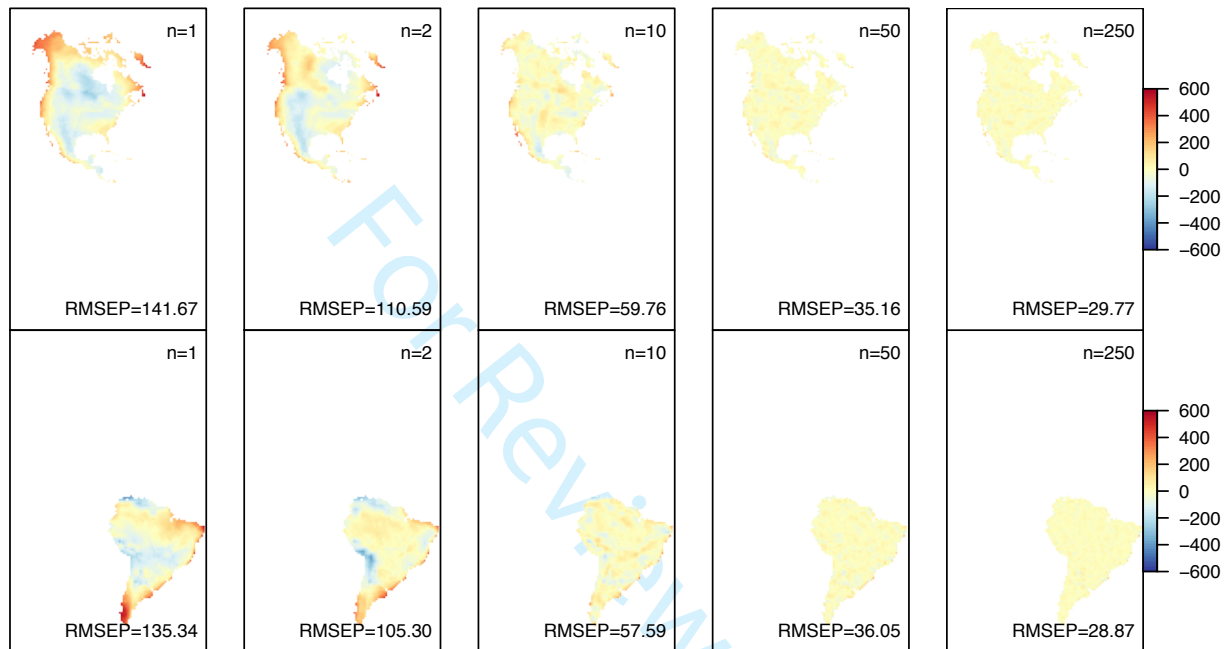 n=1
n=2
n=10
n=50
n=250
600
400
200
0
−200
−400
−600
RMSEP=141.67
RMSEP=110.59
RMSEP=59.76
RMSEP=35.16
RMSEP=29.77
n=1
n=2
n=10
n=50
n=250
600
400
200
0
−200
−400
−600
RMSEP=135.34
RMSEP=105.30
RMSEP=57.59
RMSEP=36.05
RMSEP=28.87
For Review